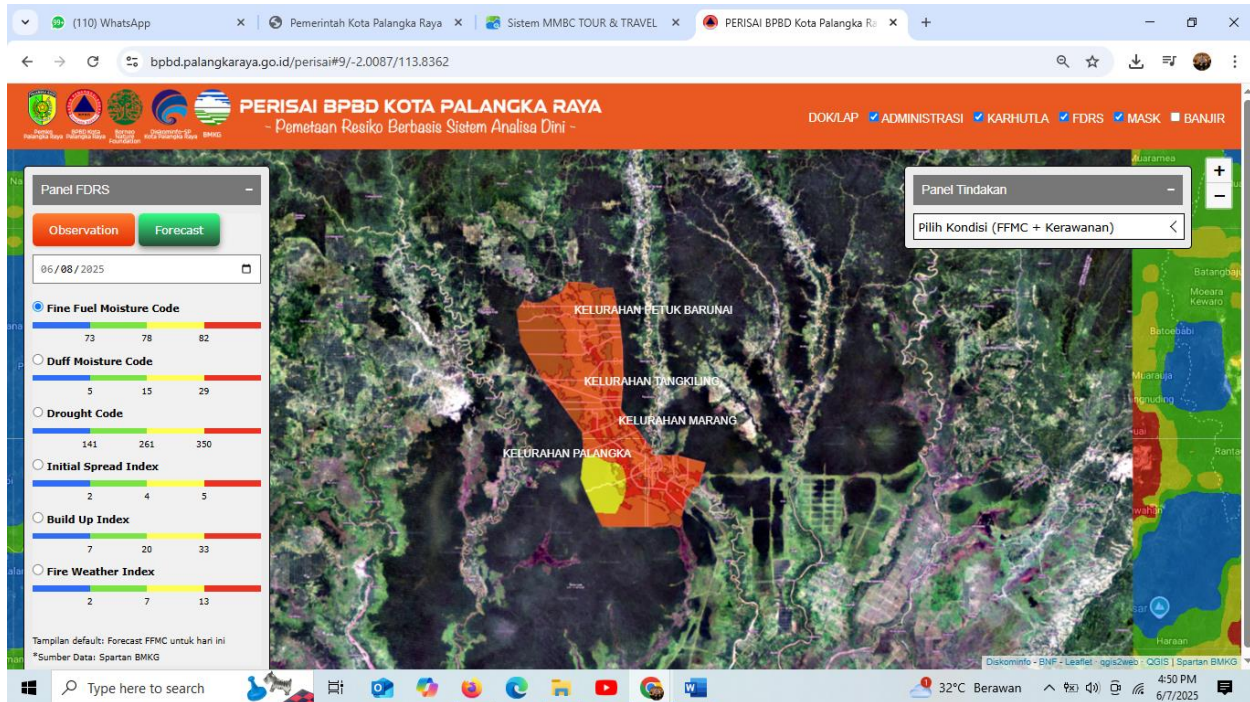 (110) WhatsApp
Pemerintah Kota Palangka Raya
Sistem MMBC TOUR & TRAVEL
PERISAI BPBD Kota Palangka Ra
bpbd.palangkaraya.go.id/perisai#9/-2.0087/113.8362
PERISAI BPBD KOTA PALANGKA RAYA
- Pemetaan Resiko Berbasis Sistem Analisa Dini -
BMKG
DOK/LAP ADMINISTRASI KARHUTLA FDRS MASK BANJIR
Panel FDRS −
Observation Forecast
06/08/2025
Fine Fuel Moisture Code
73 78 82
Duff Moisture Code
5 15 29
Drought Code
141 261 350
Initial Spread Index
2 4 5
Build Up Index
7 20 33
Fire Weather Index
2 7 13
Tampilan default: Forecast FFMC untuk hari ini
*Sumber Data: Spartan BMKG
KELURAHAN PETUK BARUNAI
KELURAHAN TANGKILING
KELURAHAN MARANG
KELURAHAN PALANGKA
Panel Tindakan −
Pilih Kondisi (FFMC + Kerawanan) <
+
−
Muaramea
Batangbaju
Moeara
Kewaro
Batoebabi
Muarauja
Haraan
Diskominfo - BNF - Leaflet · qgis2web · QGIS | Spartan BMKG
Type here to search
32°C Berawan
4:50 PM
6/7/2025